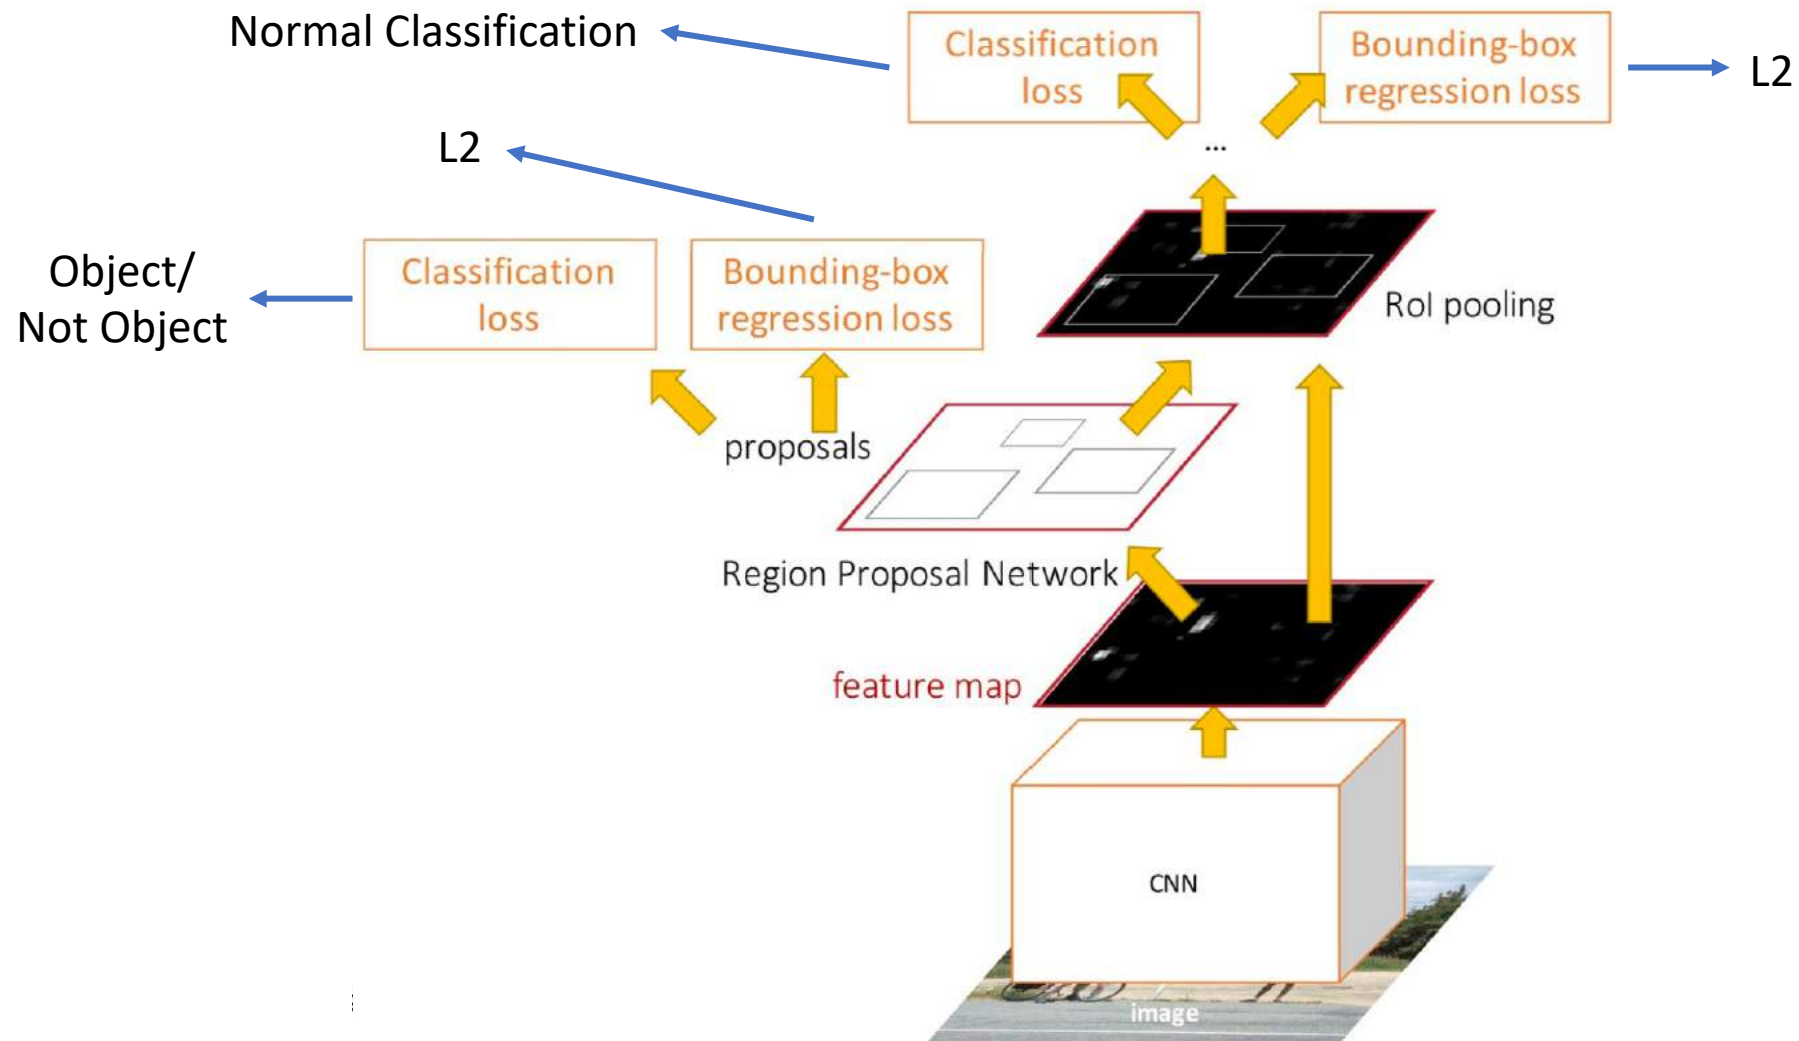 Normal Classification
Classification
loss
Bounding-box
regression loss
L2
...
L2
Object/
Not Object
Classification
loss
Bounding-box
regression loss
RoI pooling
proposals
Region Proposal Network
feature map
CNN
image